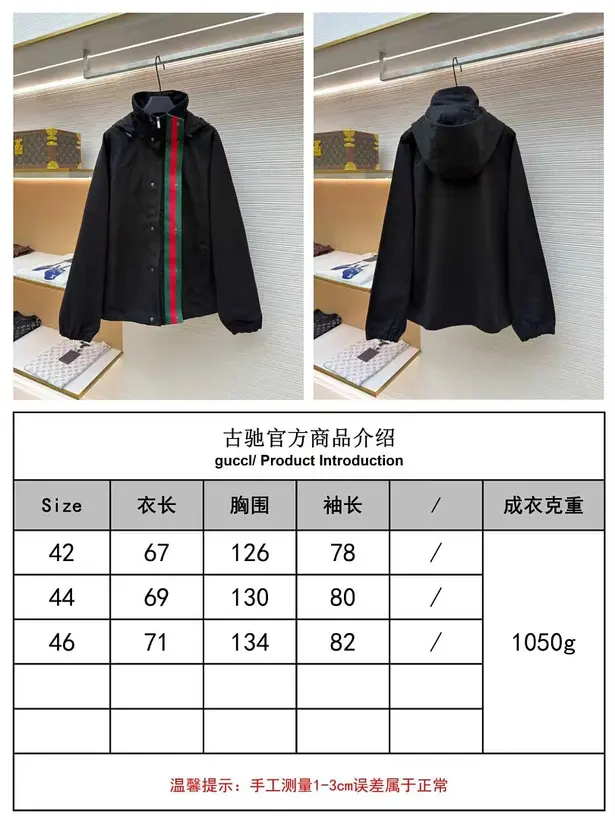 古驰官方商品介绍
guccl/ Product Introduction
Size 衣长 胸围 袖长 / 成衣克重
42 67 126 78 /
44 69 130 80 /
46 71 134 82 /
1050g
温馨提示：手工测量1-3cm误差属于正常